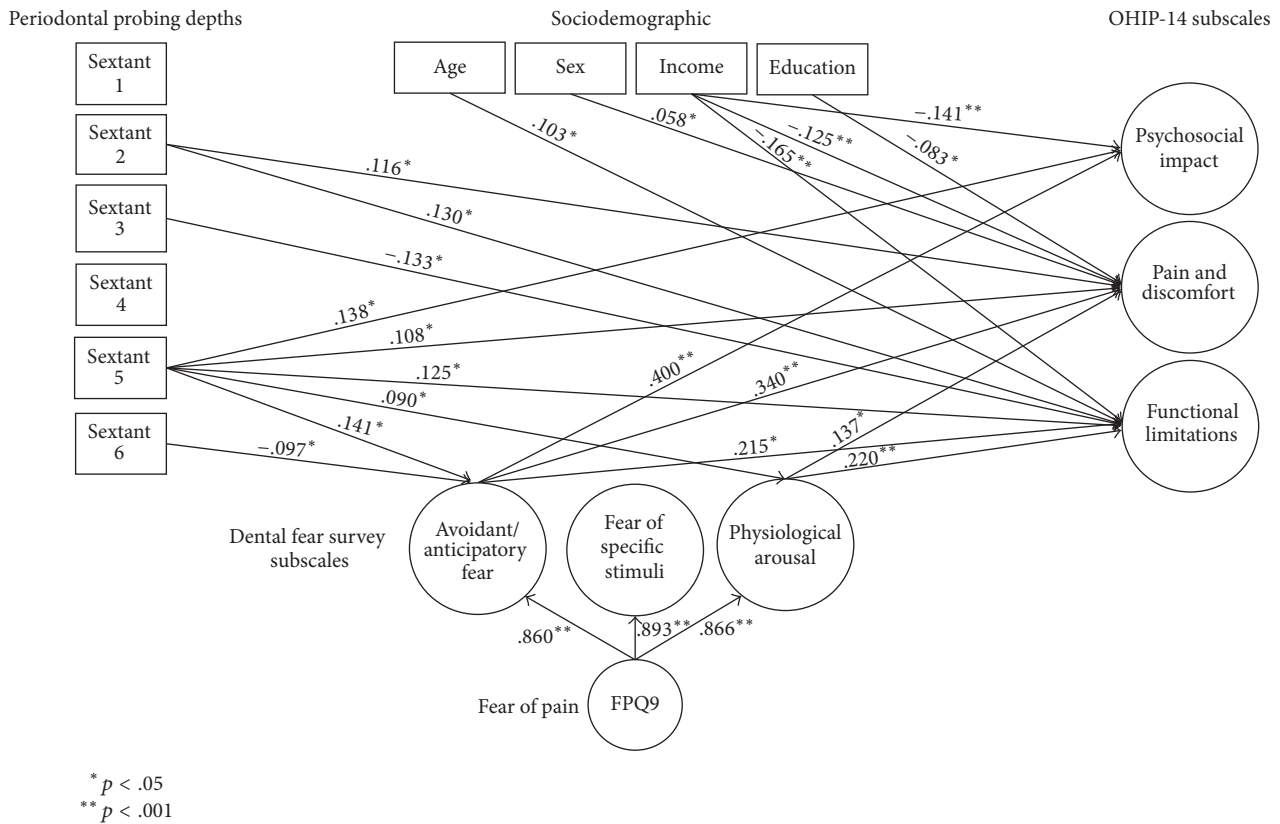 Periodontal probing depths
Sociodemographic
OHIP-14 subscales
Sextant
1
Sextant
2
Sextant
3
Sextant
4
Sextant
5
Sextant
6
Age
Sex
Income
Education
.103*
.058*
−.125**
−.165**
−.141**
−.083*
.116*
.130*
−.133*
.138*
.108*
.125*
.090*
.141*
−.097*
.400**
.340**
.215*
.137*
.220**
Psychosocial
impact
Pain and
discomfort
Functional
limitations
Dental fear survey
subscales
Avoidant/
anticipatory
fear
Fear of
specific
stimuli
Physiological
arousal
.860**
.893**
.866**
Fear of pain
FPQ9
* p < .05
** p < .001